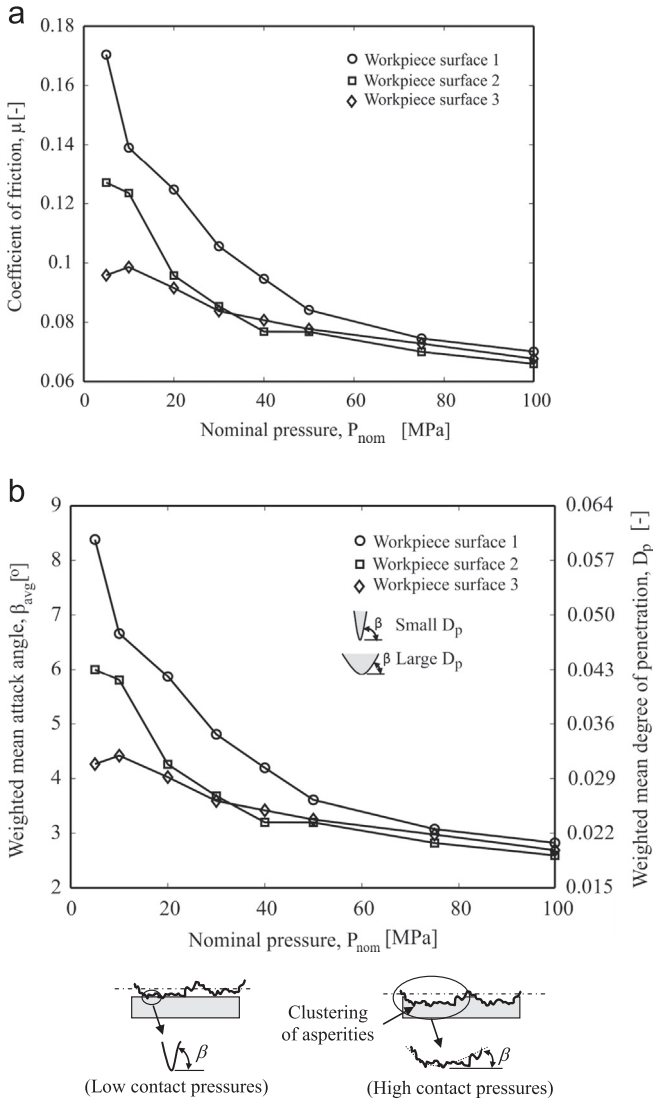 a
0.18
0.16
0.14
0.12
0.1
0.08
0.06
Coefficient of friction, μ [-]
Workpiece surface 1
Workpiece surface 2
Workpiece surface 3
0 20 40 60 80 100
Nominal pressure, Pnom [MPa]
b
9
8
7
6
5
4
3
2
Weighted mean attack angle, βavg[º]
Workpiece surface 1
Workpiece surface 2
Workpiece surface 3
β Small Dp
β Large Dp
0.064
0.057
0.050
0.043
0.036
0.029
0.022
0.015
Weighted mean degree of penetration, Dp [-]
0 20 40 60 80 100
Nominal pressure, Pnom [MPa]
Clustering
of asperities
β
β
(Low contact pressures)
(High contact pressures)